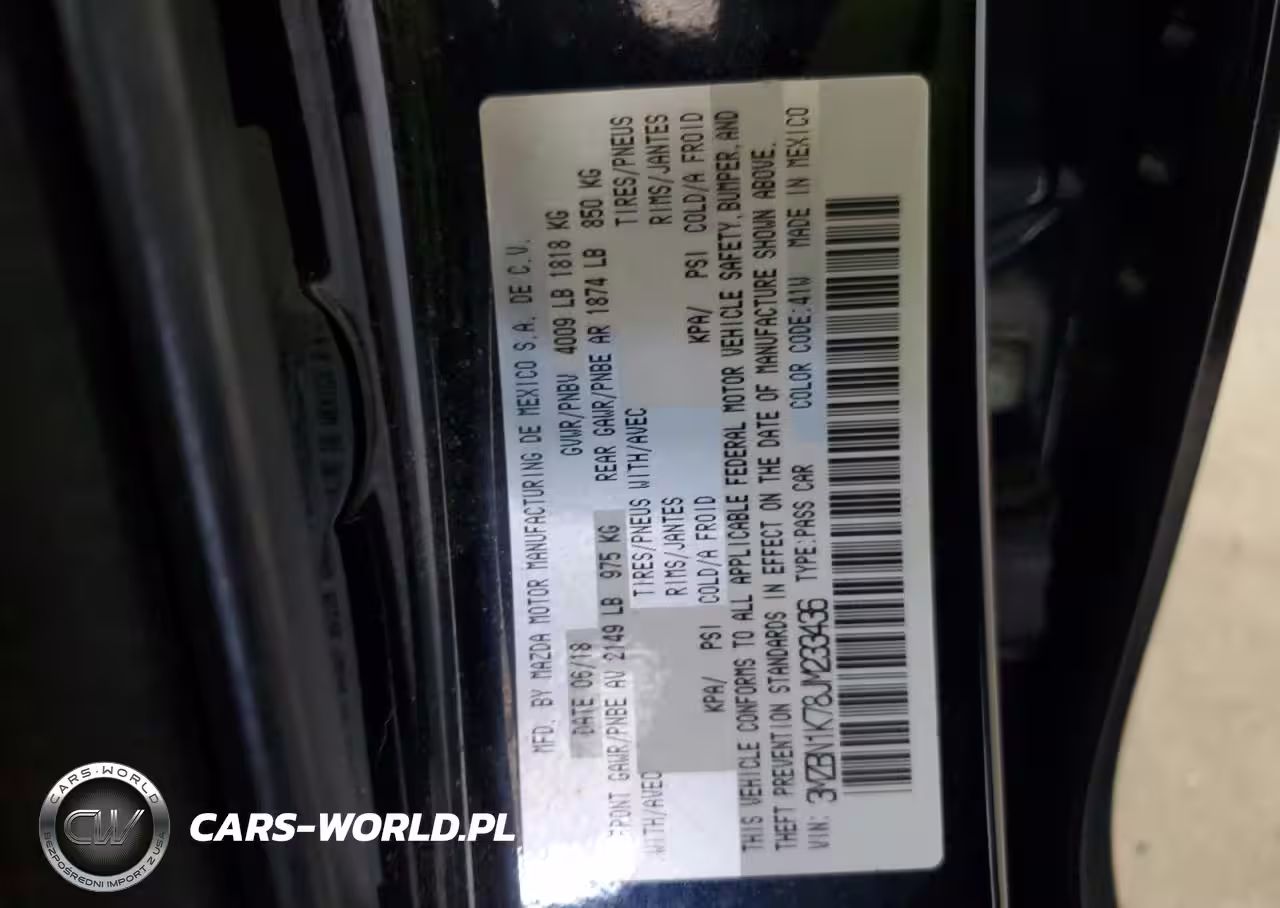 MFD. BY MAZDA MOTOR MANUFACTURING DE MEXICO S.A. DE C.V.
DATE 06/18 GVWR/PNBV 4009 LB 1818 KG
FRONT GAWR/PNBE AV 2149 LB 975 KG REAR GAWR/PNBE AR 1874 LB 850 KG
WITH/AVEC TIRES/PNEUS WITH/AVEC TIRES/PNEUS
RIMS/JANTES RIMS/JANTES
KPA/ PSI COLD/A FROID KPA/ PSI COLD/A FROID
THIS VEHICLE CONFORMS TO ALL APPLICABLE FEDERAL MOTOR VEHICLE SAFETY, BUMPER, AND
THEFT PREVENTION STANDARDS IN EFFECT ON THE DATE OF MANUFACTURE SHOWN ABOVE.
VIN: 3MZBN1K78JM233436 TYPE:PASS CAR COLOR CODE:41W MADE IN MEXICO
CARS-WORLD
CW
BEZPOŚREDNI IMPORT Z USA
CARS-WORLD.PL